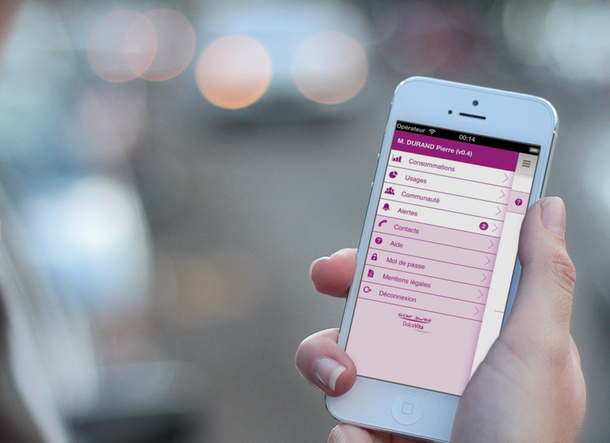 Opérateur 00:14
M. DURAND Pierre (v0.4)
Consommations
Usages
Communauté
Alertes 2
Contacts
Aide
Mot de passe
Mentions légales
Déconnexion
DolceVita